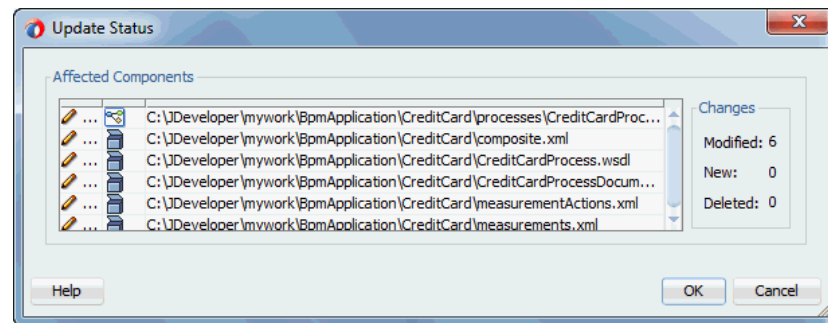 Update Status
Affected Components
... C:\JDeveloper\mywork\BpmApplication\CreditCard\processes\CreditCardProc...
... C:\JDeveloper\mywork\BpmApplication\CreditCard\composite.xml
... C:\JDeveloper\mywork\BpmApplication\CreditCard\CreditCardProcess.wsdl
... C:\JDeveloper\mywork\BpmApplication\CreditCard\CreditCardProcessDocum...
... C:\JDeveloper\mywork\BpmApplication\CreditCard\measurementActions.xml
... C:\JDeveloper\mywork\BpmApplication\CreditCard\measurements.xml
Changes
Modified: 6
New: 0
Deleted: 0
Help
OK
Cancel